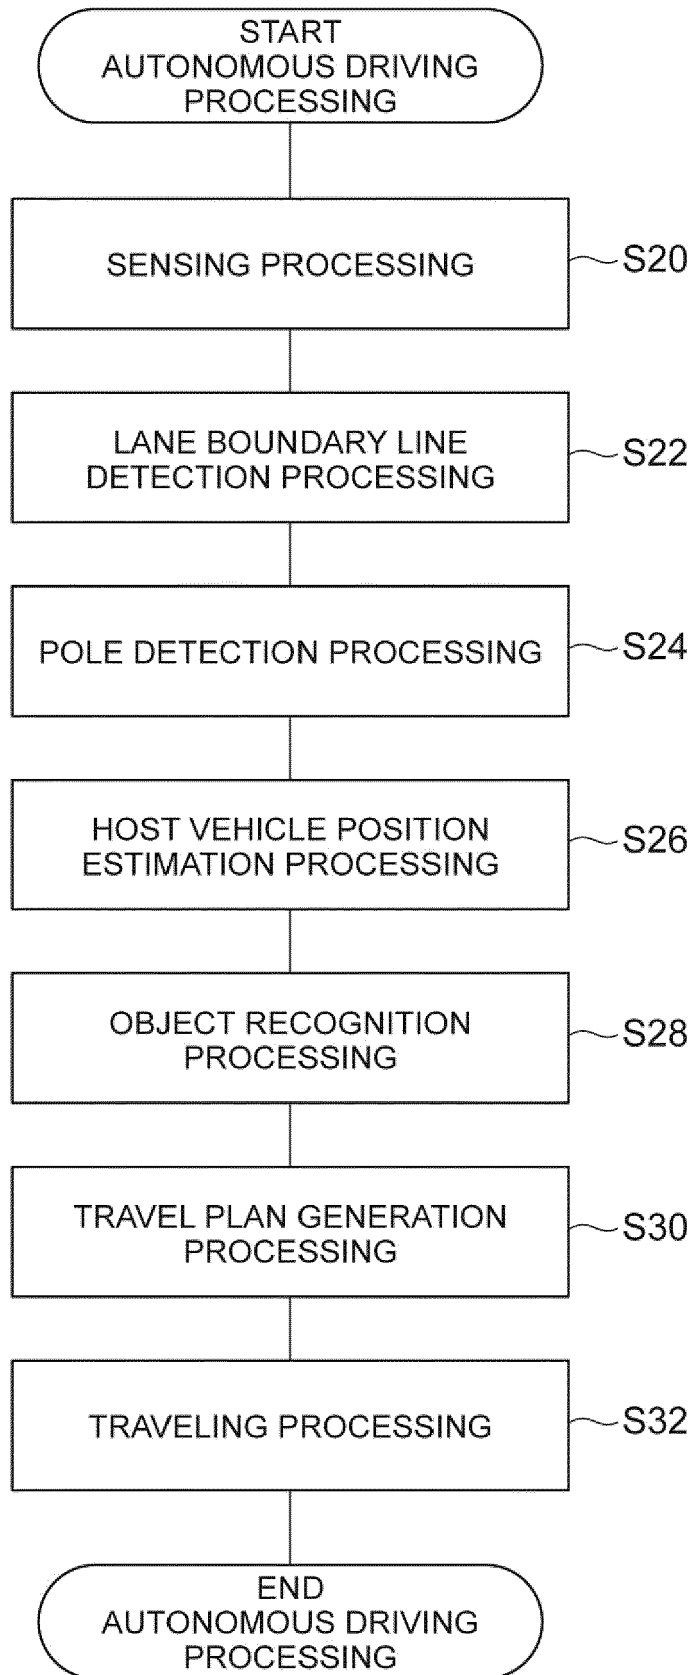 START
AUTONOMOUS DRIVING
PROCESSING
SENSING PROCESSING
S20
LANE BOUNDARY LINE
DETECTION PROCESSING
S22
POLE DETECTION PROCESSING
S24
HOST VEHICLE POSITION
ESTIMATION PROCESSING
S26
OBJECT RECOGNITION
PROCESSING
S28
TRAVEL PLAN GENERATION
PROCESSING
S30
TRAVELING PROCESSING
S32
END
AUTONOMOUS DRIVING
PROCESSING